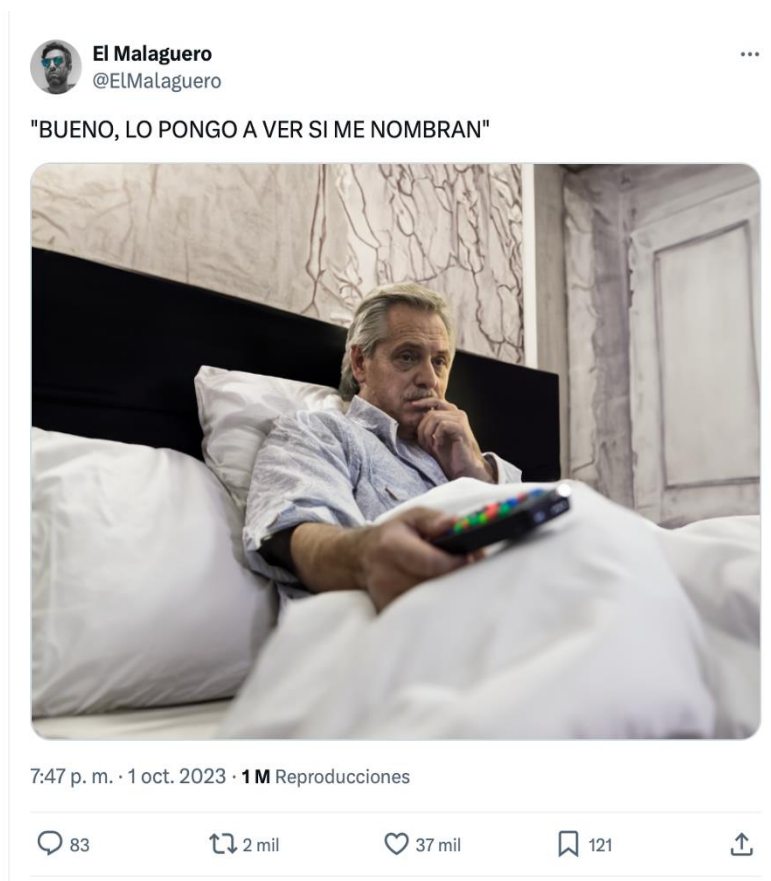 El Malaguero
@ElMalaguero
"BUENO, LO PONGO A VER SI ME NOMBRAN"
7:47 p. m. · 1 oct. 2023 · 1 M Reproducciones
83 2 mil 37 mil 121